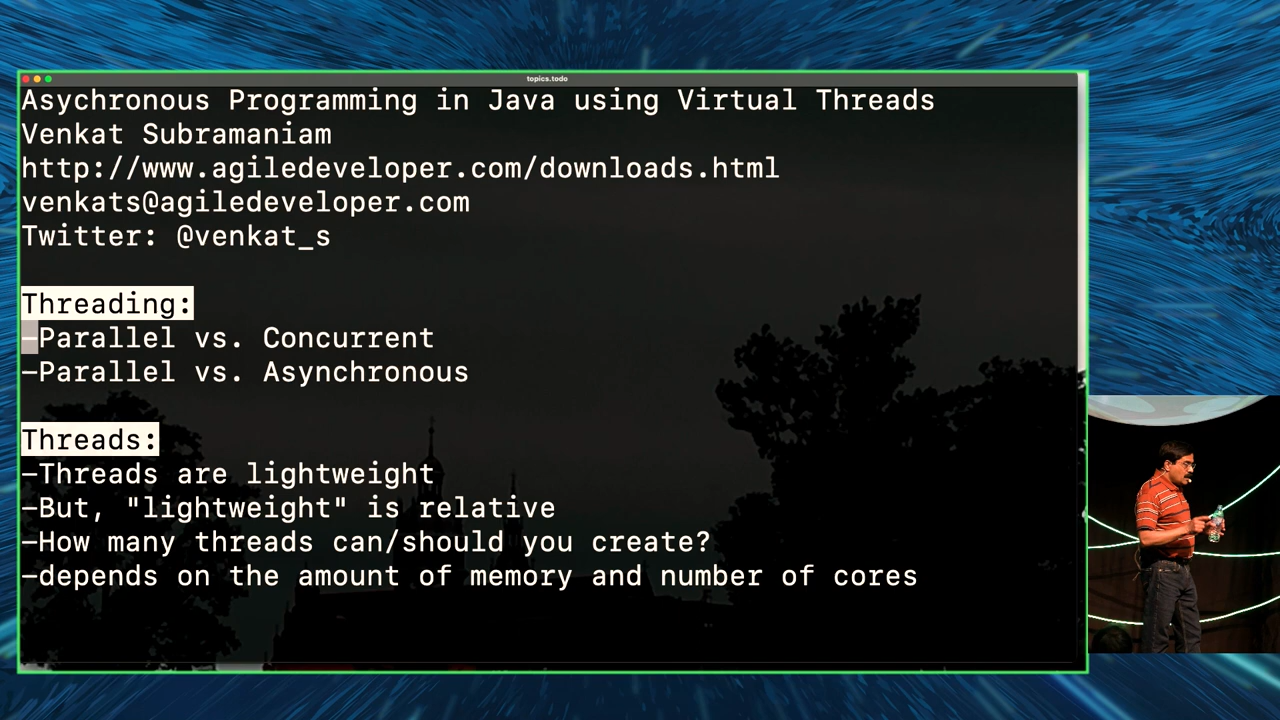 topics.todo
Asychronous Programming in Java using Virtual Threads
Venkat Subramaniam
http://www.agiledeveloper.com/downloads.html
venkats@agiledeveloper.com
Twitter: @venkat_s
Threading:
—Parallel vs. Concurrent
—Parallel vs. Asynchronous
Threads:
—Threads are lightweight
—But, "lightweight" is relative
—How many threads can/should you create?
—depends on the amount of memory and number of cores